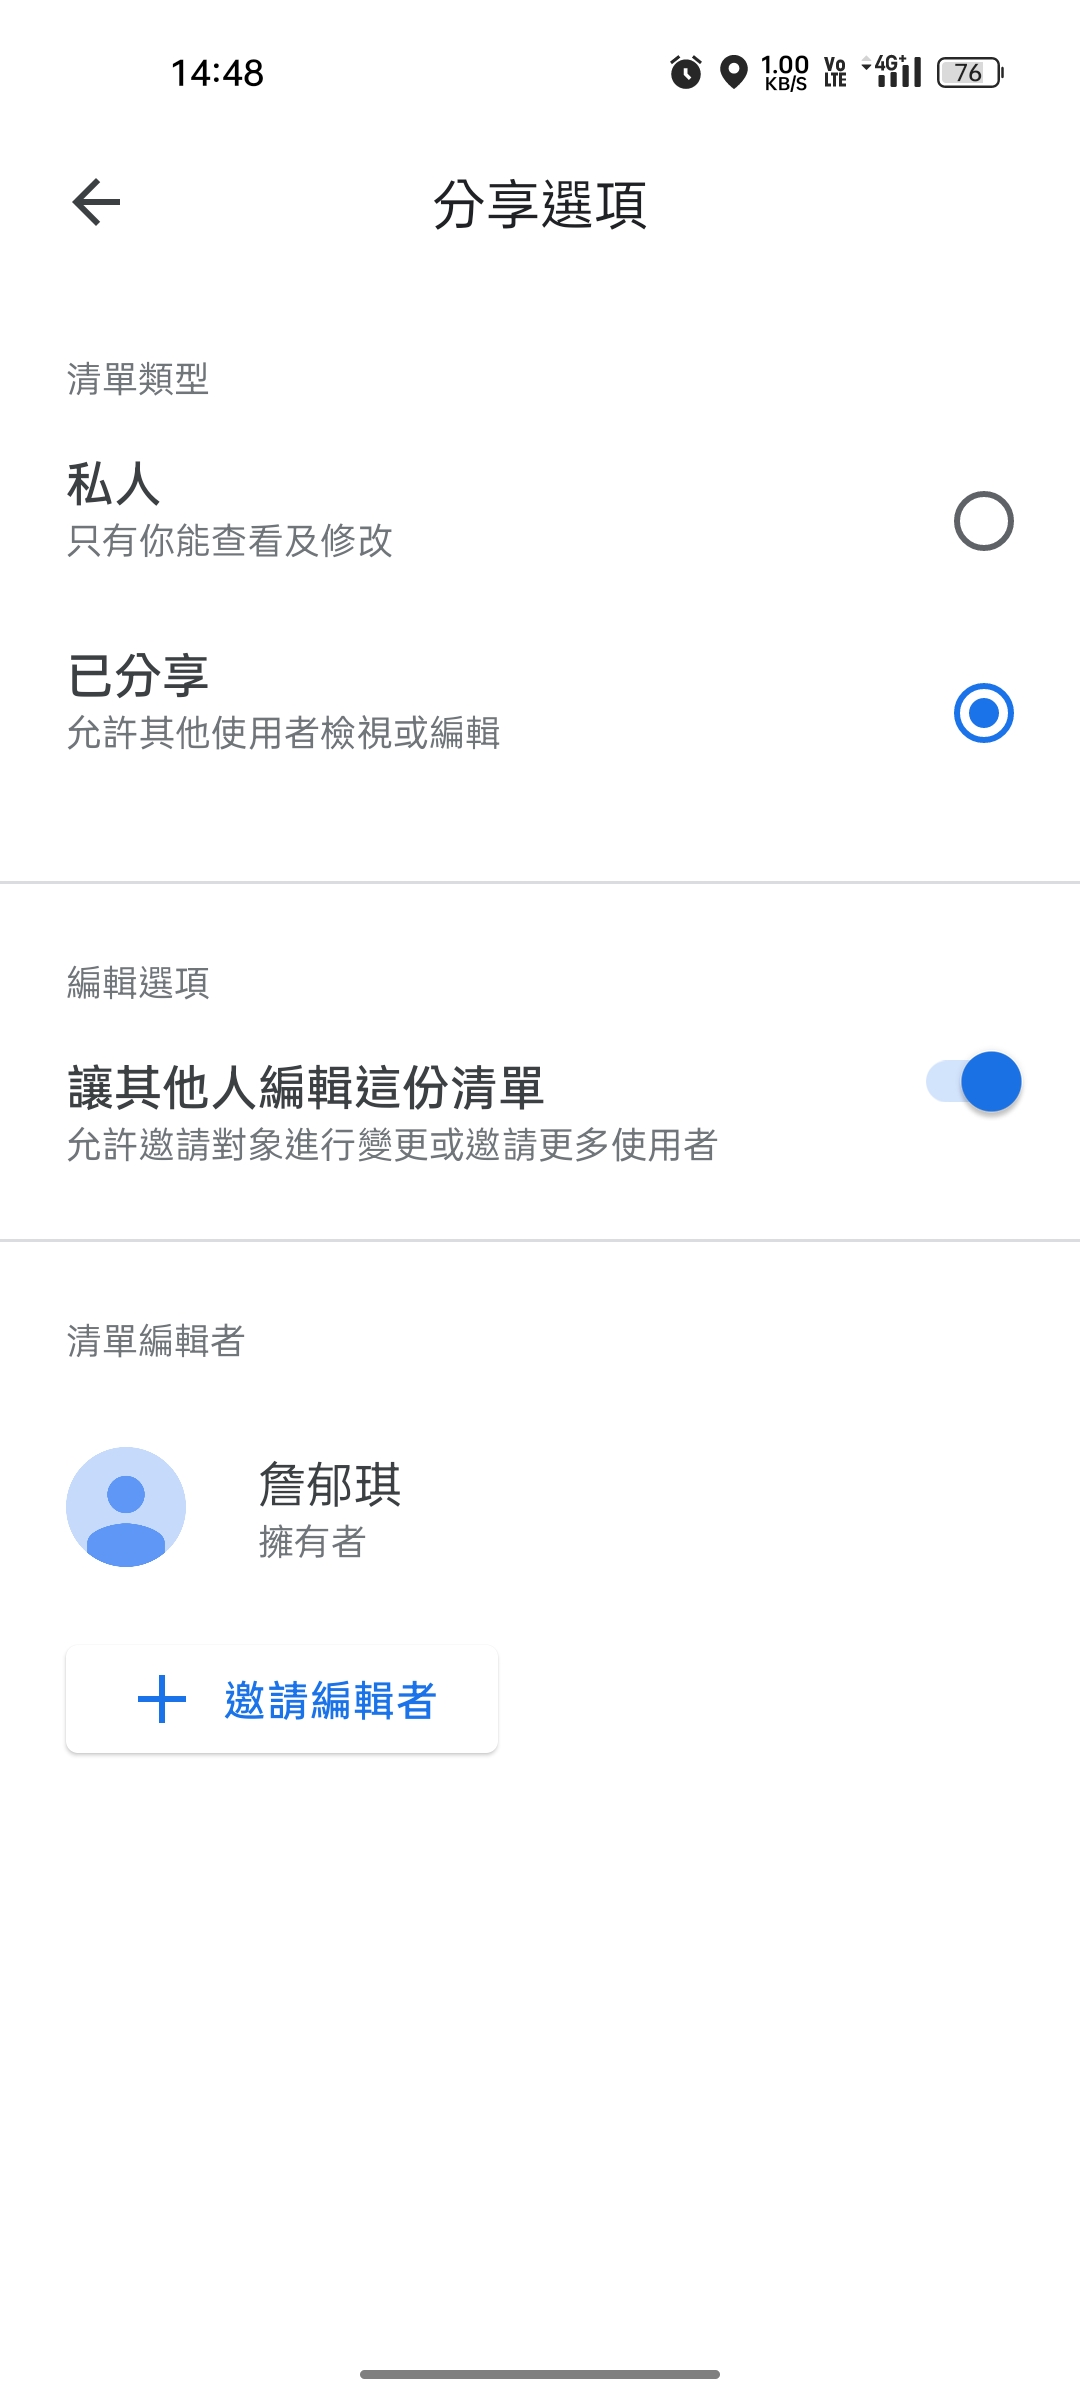 14:48
1.00 KB/S Vo LTE 4G+ 76
分享選項
清單類型
私人
只有你能查看及修改
已分享
允許其他使用者檢視或編輯
編輯選項
讓其他人編輯這份清單
允許邀請對象進行變更或邀請更多使用者
清單編輯者
詹郁琪
擁有者
邀請編輯者